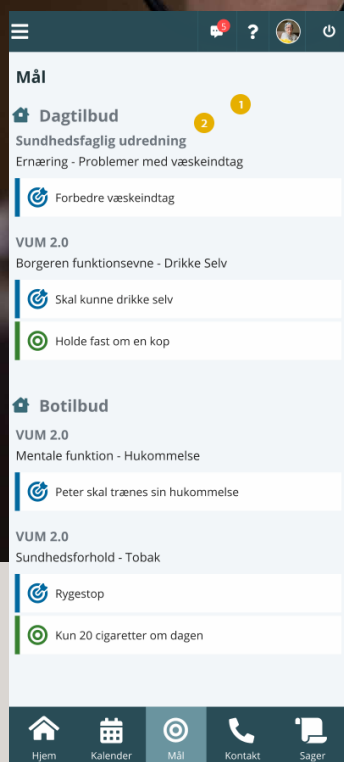 5
?
Mål
Dagtilbud
1
2
Sundhedsfaglig udredning
Ernæring - Problemer med væskeindtag
Forbedre væskeindtag
VUM 2.0
Borgeren funktionsevne - Drikke Selv
Skal kunne drikke selv
Holde fast om en kop
Botilbud
VUM 2.0
Mentale funktion - Hukommelse
Peter skal trænes sin hukommelse
VUM 2.0
Sundhedsforhold - Tobak
Rygestop
Kun 20 cigaretter om dagen
Hjem Kalender Mål Kontakt Sager